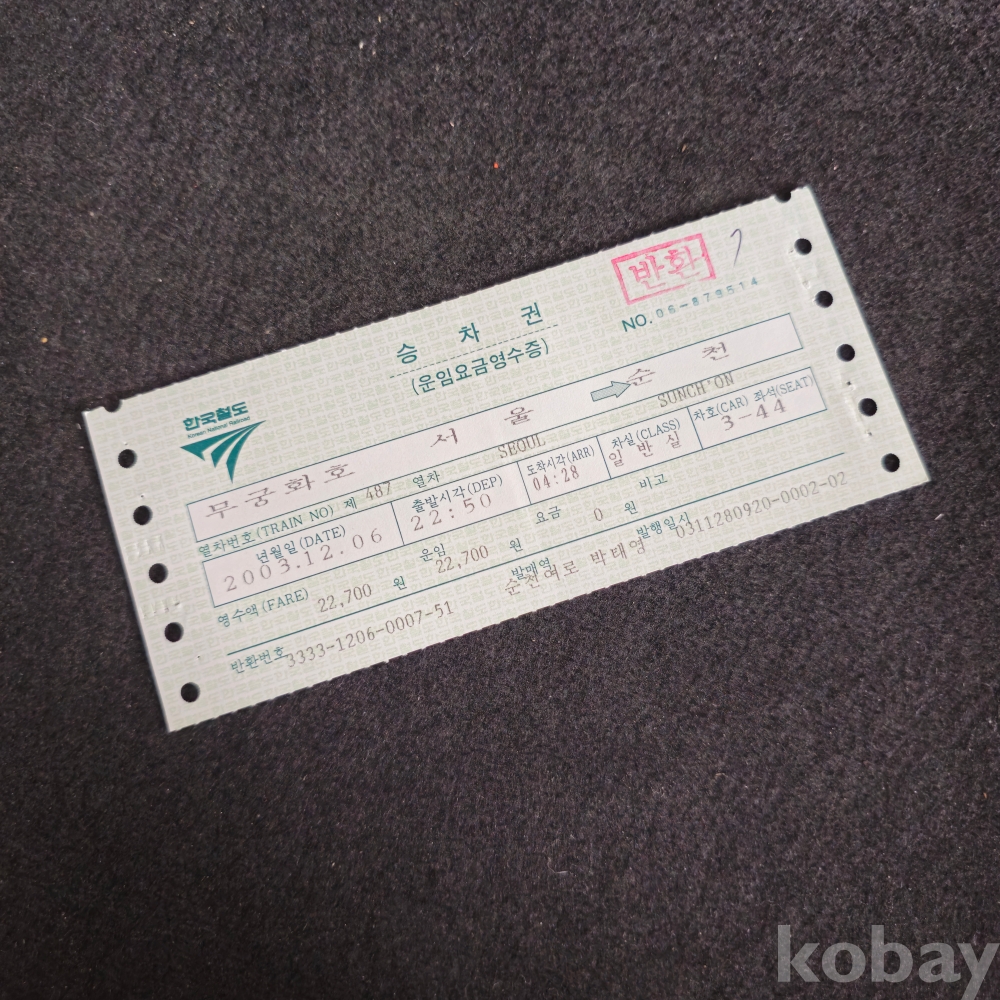 반환
NO. 06-879514
승 차 권
(운임요금영수증)
한국철도
Korean National Railroad
무궁화호 서 울 순 천
열차번호(TRAIN NO) 제 487 열차 SEOUL SUNCH'ON
년월일(DATE) 출발시각(DEP) 도착시각(ARR) 차실(CLASS) 차호(CAR) 좌석(SEAT)
2003.12.06 22:50 04:28 일 반 실 3-44
영수액(FARE) 22,700 원 운임 22,700 원 요금 0 원 비고
반환번호 3333-1206-0007-51 발매역 순천여로 박태영 발행일시 0311280920-0002-02
kobay